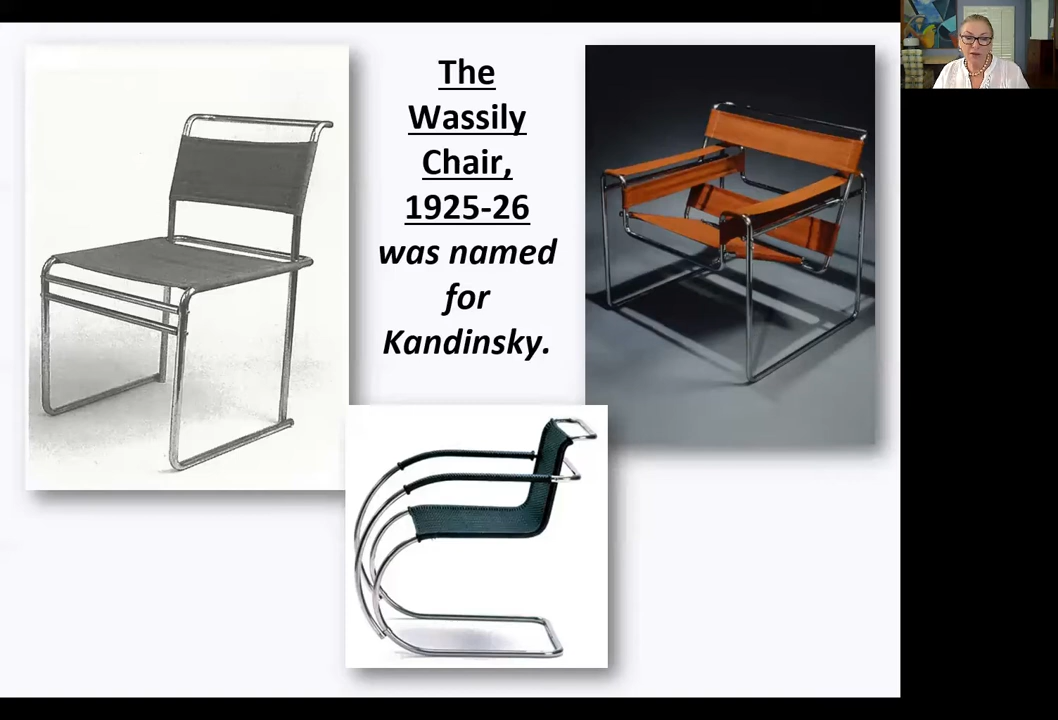 The
Wassily
Chair,
1925-26
was named
for
Kandinsky.